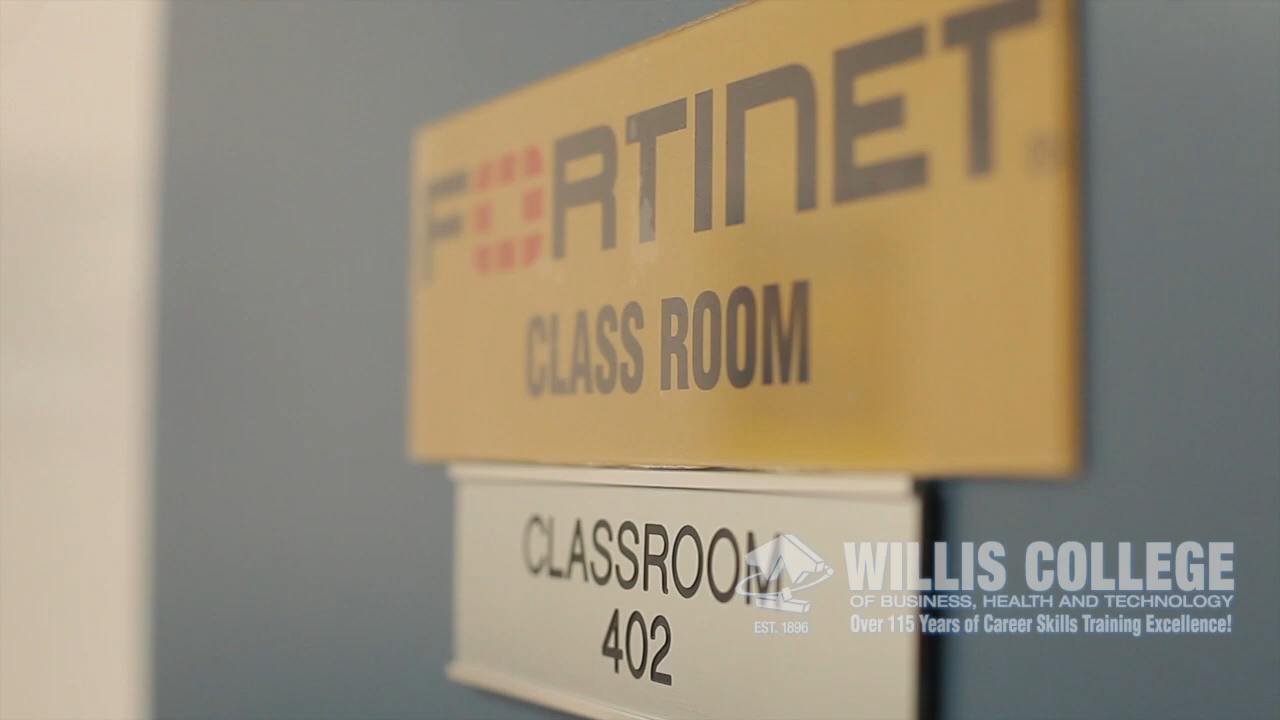 FORTINET
CLASS ROOM
CLASSROOM
402
WILLIS COLLEGE
OF BUSINESS, HEALTH AND TECHNOLOGY
EST. 1896
Over 115 Years of Career Skills Training Excellence!